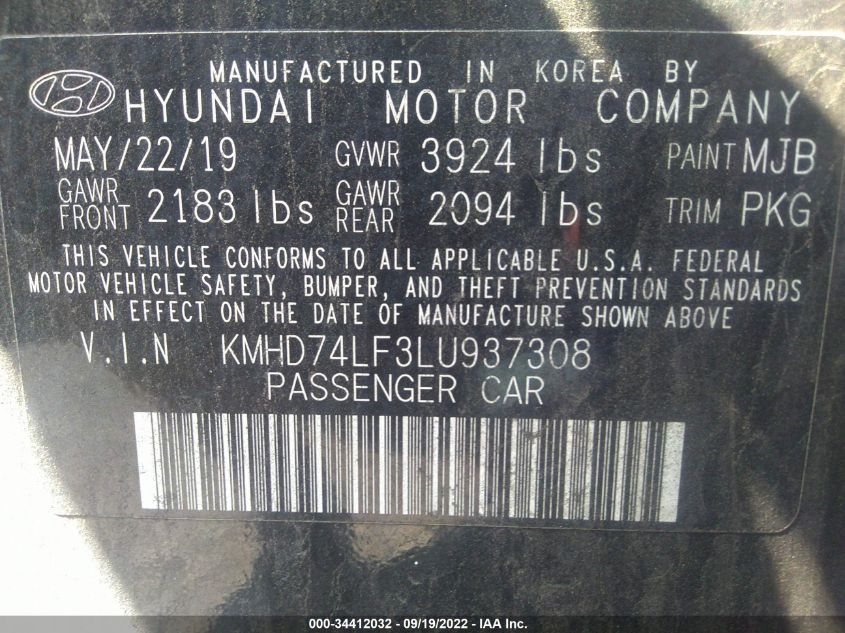 MANUFACTURED IN KOREA BY
HYUNDAI MOTOR COMPANY
MAY/22/19 GVWR 3924 lbs PAINT MJB
GAWR FRONT 2183 lbs GAWR REAR 2094 lbs TRIM PKG
THIS VEHICLE CONFORMS TO ALL APPLICABLE U.S.A. FEDERAL
MOTOR VEHICLE SAFETY, BUMPER, AND THEFT PREVENTION STANDARDS
IN EFFECT ON THE DATE OF MANUFACTURE SHOWN ABOVE
V.I.N KMHD74LF3LU937308
PASSENGER CAR
000-34412032 - 09/19/2022 - IAA Inc.